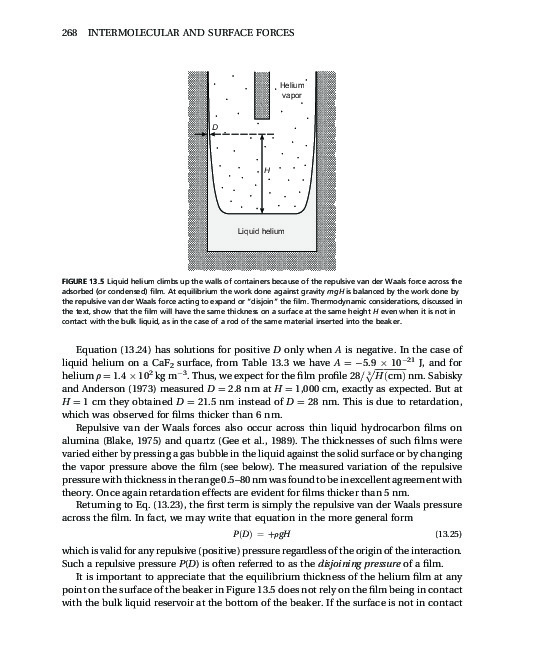 268 INTERMOLECULAR AND SURFACE FORCES
Helium
vapor
D
H
Liquid helium
FIGURE 13.5 Liquid helium climbs up the walls of containers because of the repulsive van der Waals force across the
adsorbed (or condensed) film. At equilibrium the work done against gravity mgH is balanced by the work done by
the repulsive van der Waals force acting to expand or "disjoin" the film. Thermodynamic considerations, discussed in
the text, show that the film will have the same thickness on a surface at the same height H even when it is not in
contact with the bulk liquid, as in the case of a rod of the same material inserted into the beaker.
Equation (13.24) has solutions for positive D only when A is negative. In the case of
liquid helium on a CaF₂ surface, from Table 13.3 we have A = −5.9 × 10⁻²¹ J, and for
helium ρ = 1.4 × 10² kg m⁻³. Thus, we expect for the film profile 28/∛H(cm) nm. Sabisky
and Anderson (1973) measured D = 2.8 nm at H = 1,000 cm, exactly as expected. But at
H = 1 cm they obtained D = 21.5 nm instead of D = 28 nm. This is due to retardation,
which was observed for films thicker than 6 nm.
Repulsive van der Waals forces also occur across thin liquid hydrocarbon films on
alumina (Blake, 1975) and quartz (Gee et al., 1989). The thicknesses of such films were
varied either by pressing a gas bubble in the liquid against the solid surface or by changing
the vapor pressure above the film (see below). The measured variation of the repulsive
pressure with thickness in the range 0.5–80 nm was found to be in excellent agreement with
theory. Once again retardation effects are evident for films thicker than 5 nm.
Returning to Eq. (13.23), the first term is simply the repulsive van der Waals pressure
across the film. In fact, we may write that equation in the more general form
P(D) = +ρgH (13.25)
which is valid for any repulsive (positive) pressure regardless of the origin of the interaction.
Such a repulsive pressure P(D) is often referred to as the disjoining pressure of a film.
It is important to appreciate that the equilibrium thickness of the helium film at any
point on the surface of the beaker in Figure 13.5 does not rely on the film being in contact
with the bulk liquid reservoir at the bottom of the beaker. If the surface is not in contact